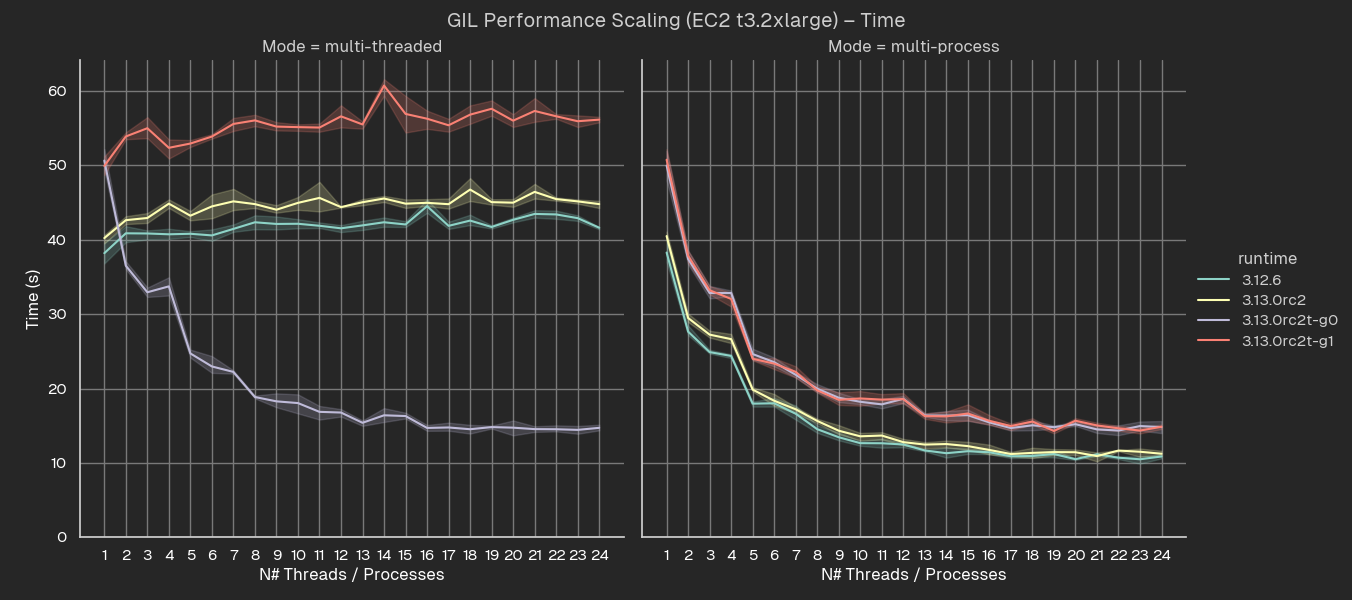 GIL Performance Scaling (EC2 t3.2xlarge) – Time
Mode = multi-threaded
Mode = multi-process
Time (s)
60
50
40
30
20
10
0
1 2 3 4 5 6 7 8 9 10 11 12 13 14 15 16 17 18 19 20 21 22 23 24
N# Threads / Processes
1 2 3 4 5 6 7 8 9 10 11 12 13 14 15 16 17 18 19 20 21 22 23 24
N# Threads / Processes
runtime
3.12.6
3.13.0rc2
3.13.0rc2t-g0
3.13.0rc2t-g1